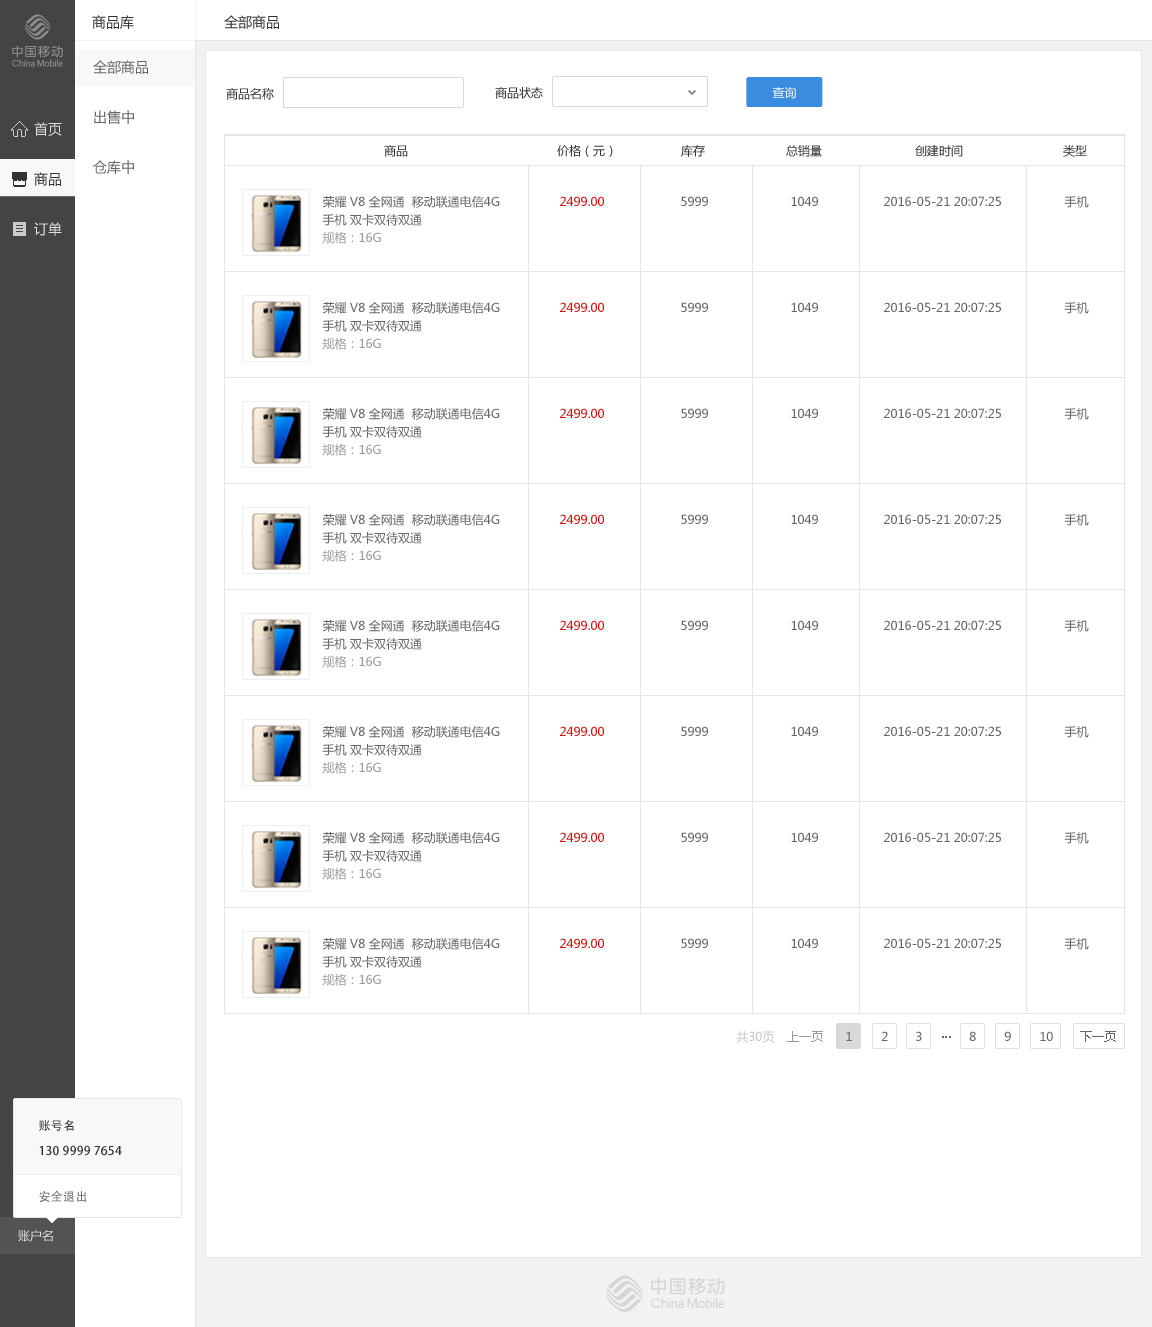 中国移动
China Mobile
首页
商品
订单
商品库
全部商品
出售中
仓库中
全部商品
商品名称
商品状态
查询
商品 价格（元） 库存 总销量 创建时间 类型
荣耀 V8 全网通 移动联通电信4G 2499.00 5999 1049 2016-05-21 20:07:25 手机
手机 双卡双待双通
规格：16G
荣耀 V8 全网通 移动联通电信4G 2499.00 5999 1049 2016-05-21 20:07:25 手机
手机 双卡双待双通
规格：16G
荣耀 V8 全网通 移动联通电信4G 2499.00 5999 1049 2016-05-21 20:07:25 手机
手机 双卡双待双通
规格：16G
荣耀 V8 全网通 移动联通电信4G 2499.00 5999 1049 2016-05-21 20:07:25 手机
手机 双卡双待双通
规格：16G
荣耀 V8 全网通 移动联通电信4G 2499.00 5999 1049 2016-05-21 20:07:25 手机
手机 双卡双待双通
规格：16G
荣耀 V8 全网通 移动联通电信4G 2499.00 5999 1049 2016-05-21 20:07:25 手机
手机 双卡双待双通
规格：16G
荣耀 V8 全网通 移动联通电信4G 2499.00 5999 1049 2016-05-21 20:07:25 手机
手机 双卡双待双通
规格：16G
荣耀 V8 全网通 移动联通电信4G 2499.00 5999 1049 2016-05-21 20:07:25 手机
手机 双卡双待双通
规格：16G
共30页 上一页 1 2 3 ··· 8 9 10 下一页
账号名
130 9999 7654
安全退出
账户名
中国移动
China Mobile